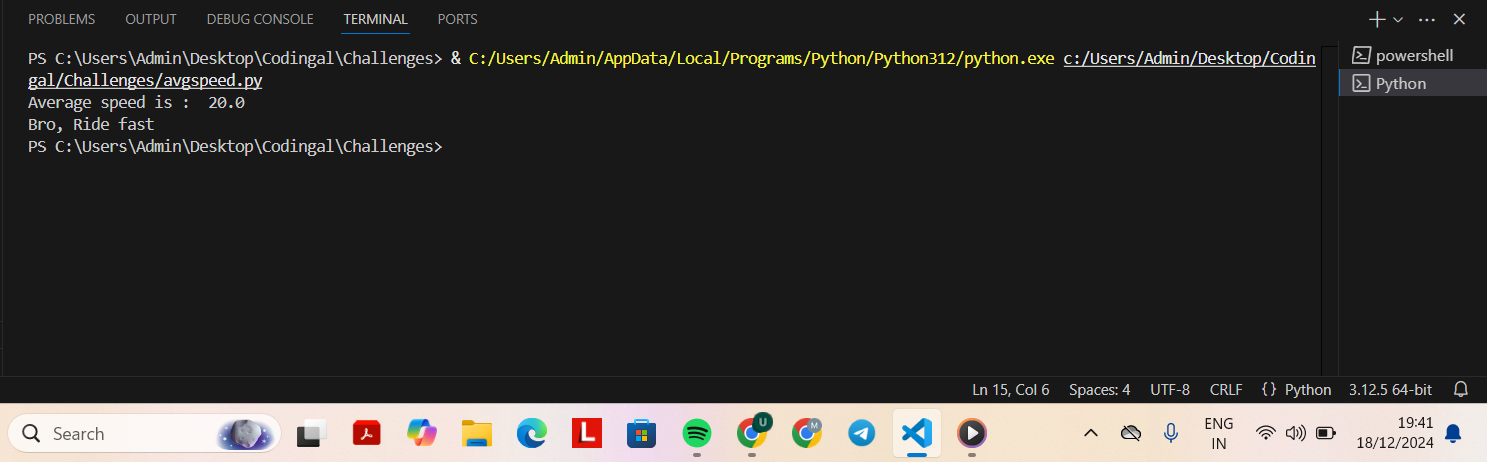 PROBLEMS OUTPUT DEBUG CONSOLE TERMINAL PORTS
PS C:\Users\Admin\Desktop\Codingal\Challenges> & C:/Users/Admin/AppData/Local/Programs/Python/Python312/python.exe c:/Users/Admin/Desktop/Codin
gal/Challenges/avgspeed.py
Average speed is :  20.0
Bro, Ride fast
PS C:\Users\Admin\Desktop\Codingal\Challenges>
powershell
Python
Ln 15, Col 6 Spaces: 4 UTF-8 CRLF {} Python 3.12.5 64-bit
Search
L
U
M
ENG
IN
19:41
18/12/2024